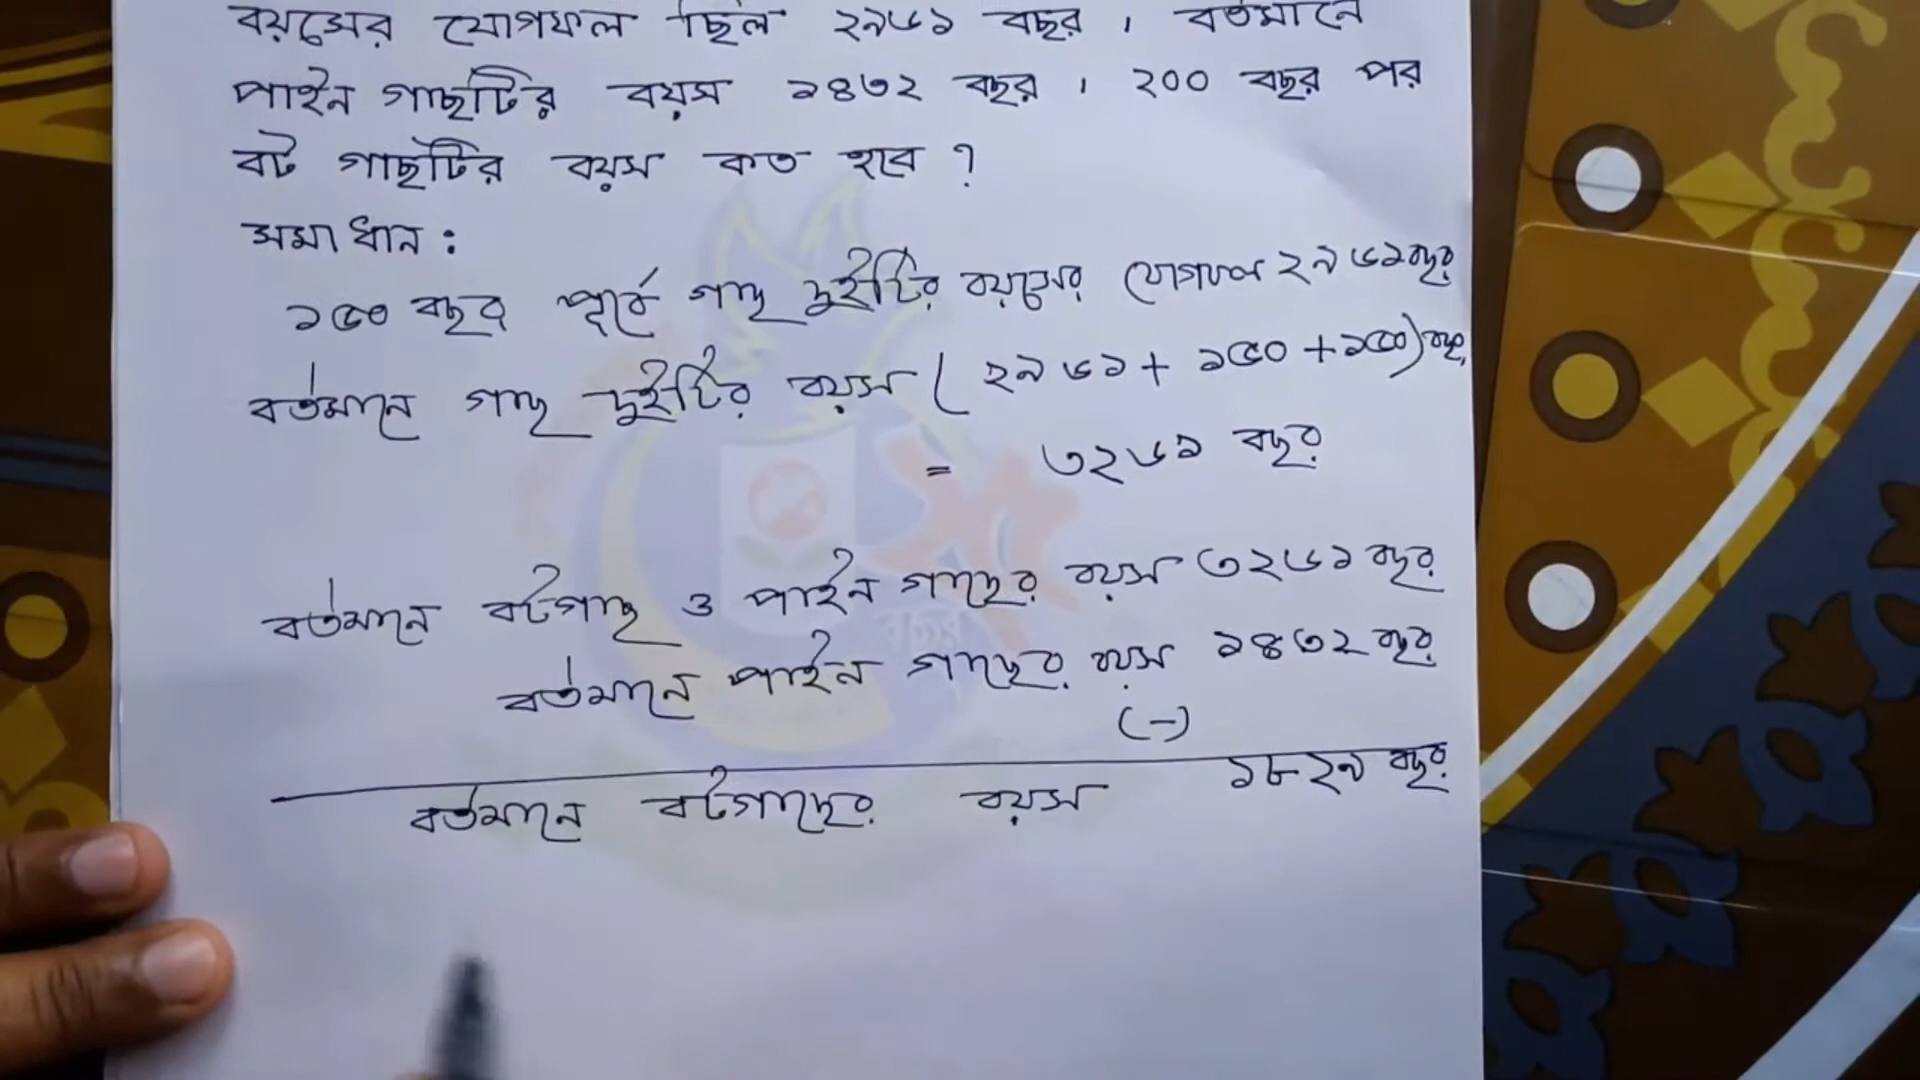 বয়সের যোগফল ছিল ২৯৬১ বছর । বর্তমানে
পাইন গাছটির বয়স ১৪৩২ বছর । ২০০ বছর পর
বট গাছটির বয়স কত হবে ?
সমাধান :
১৫০ বছর পূর্বে গাছ দুইটির বয়সের যোগফল ২৯৬১ বছর
বর্তমানে গাছ দুইটির বয়স ( ২৯৬১ + ১৫০ + ১৫০) বছর
= ৩২৬১ বছর
বর্তমানে বটগাছ ও পাইন গাছের বয়স ৩২৬১ বছর
বর্তমানে পাইন গাছের বয়স ১৪৩২ বছর
(-)
বর্তমানে বটগাছের বয়স ১৮২৯ বছর